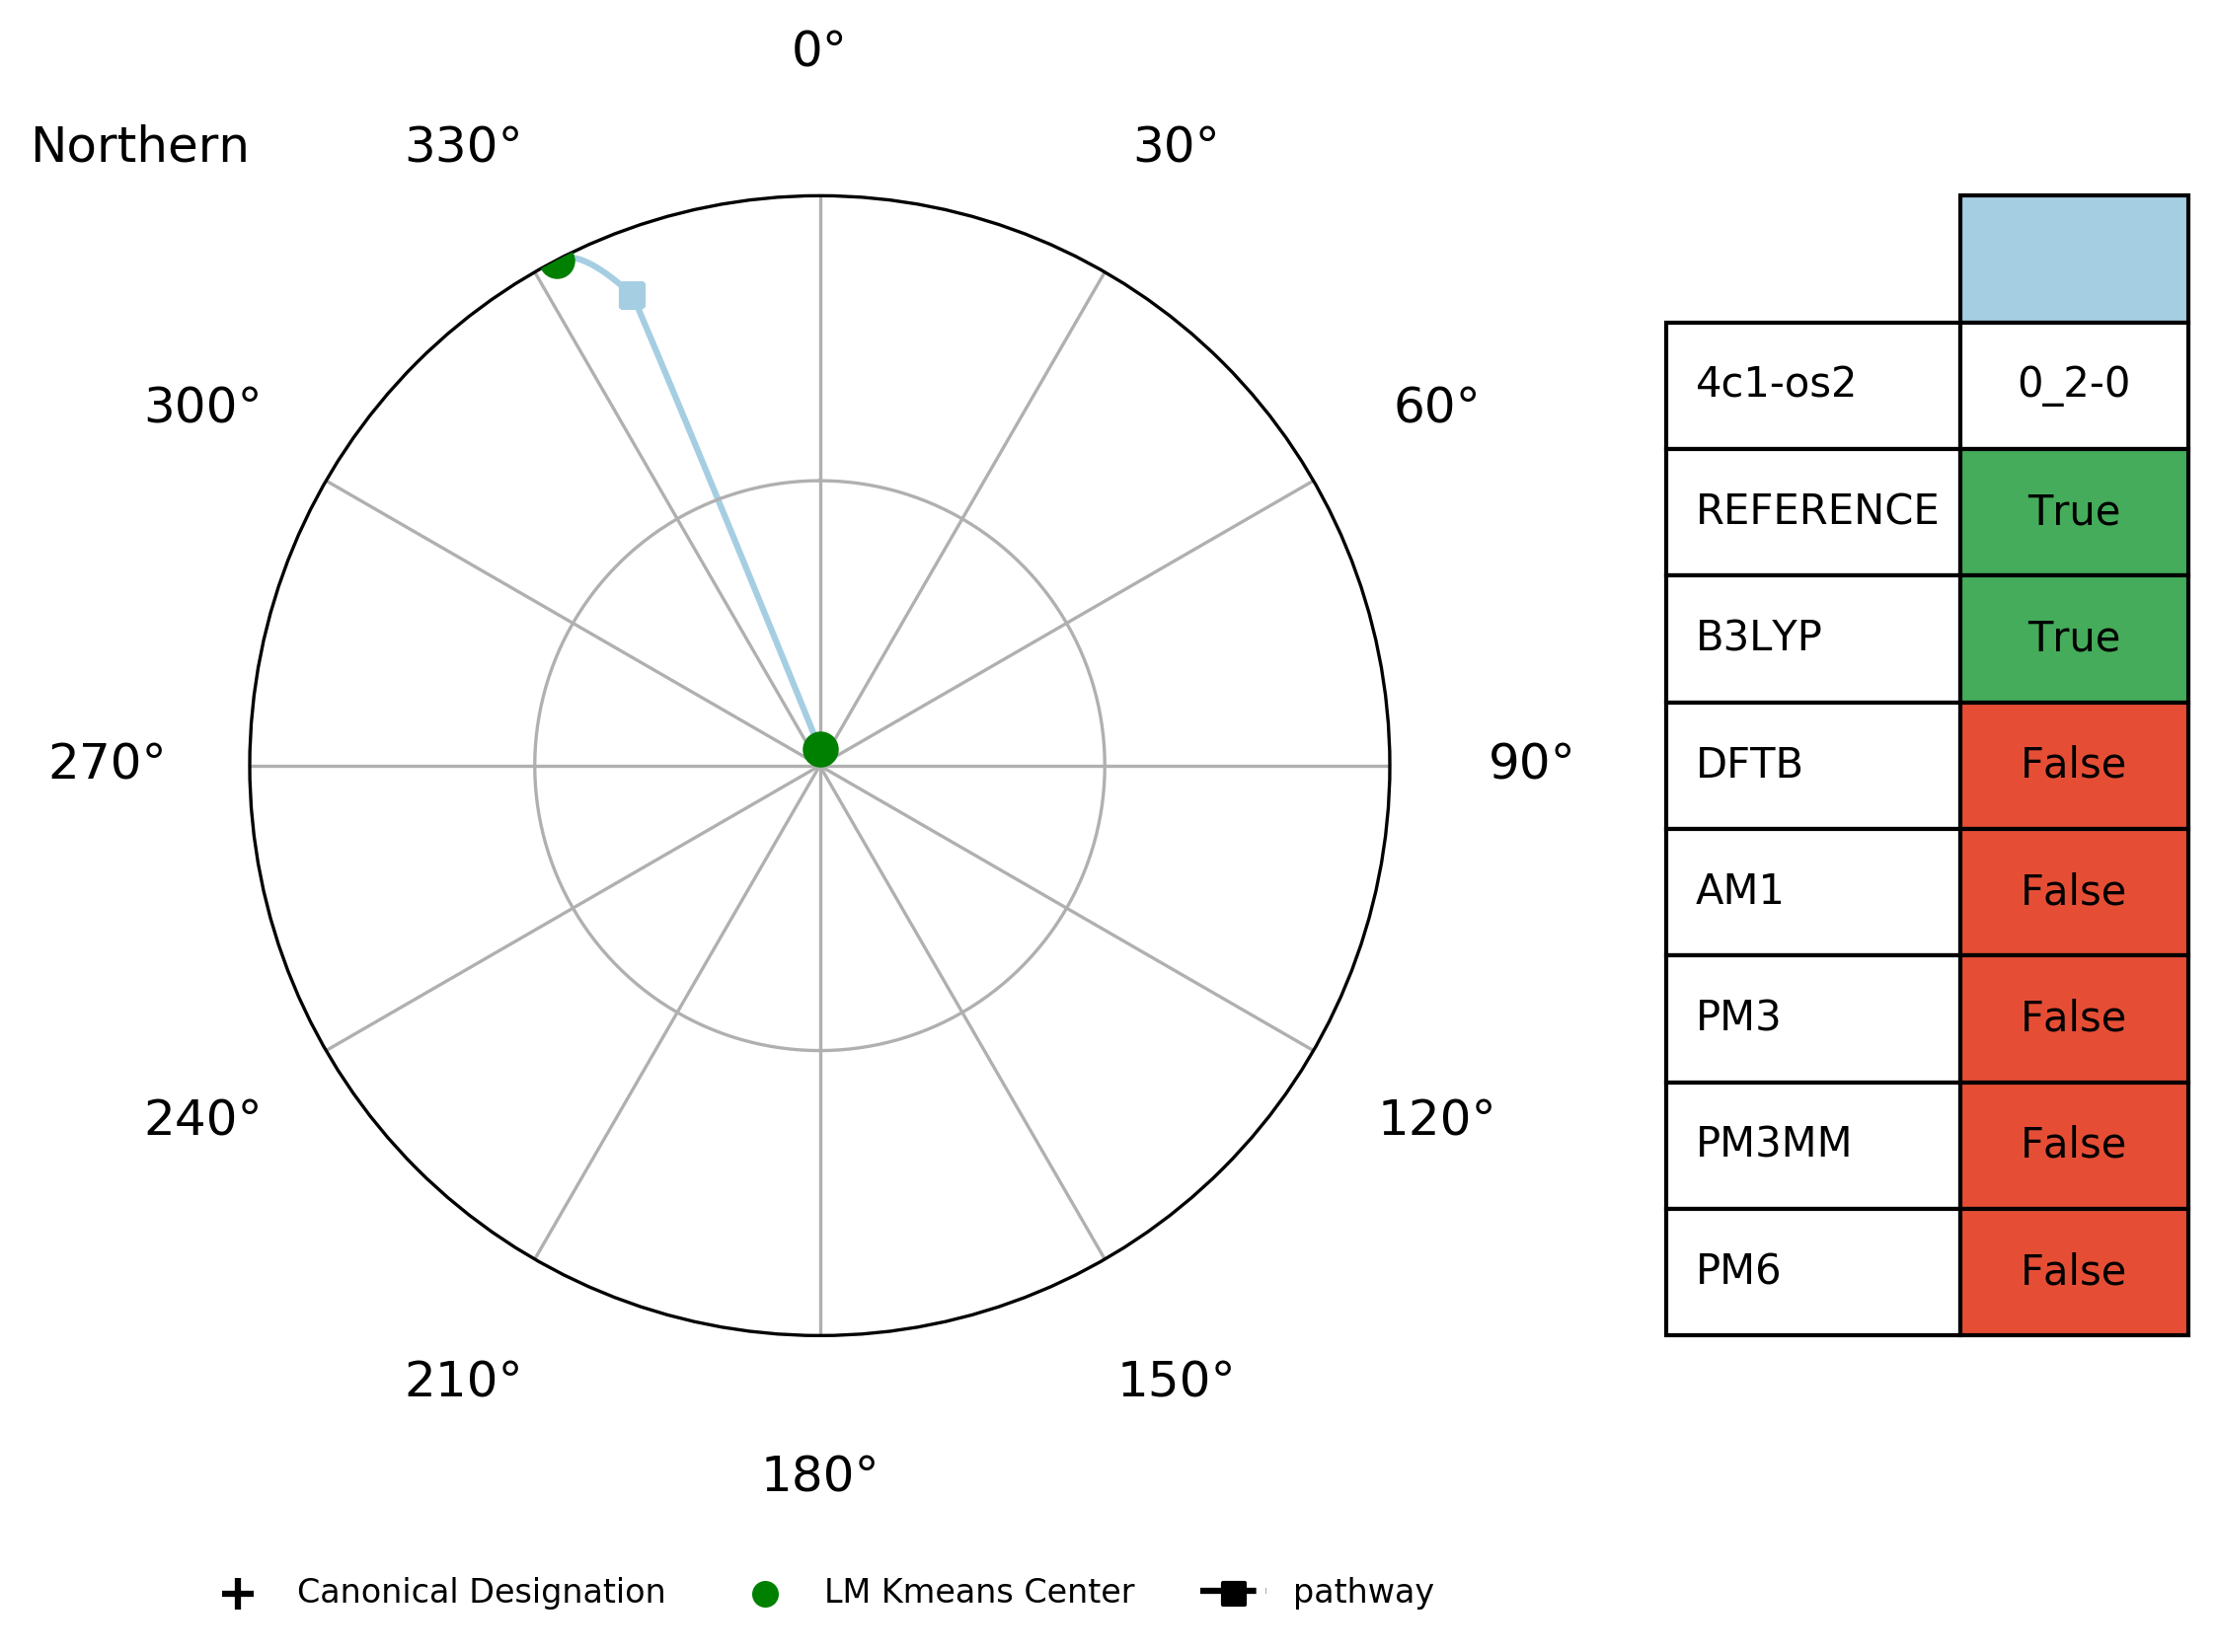 0°
Northern
330°
30°
300°
60°
270°
90°
240°
120°
210°
150°
180°
4c1-os2 0_2-0
REFERENCE True
B3LYP True
DFTB False
AM1 False
PM3 False
PM3MM False
PM6 False
Canonical Designation
LM Kmeans Center
pathway